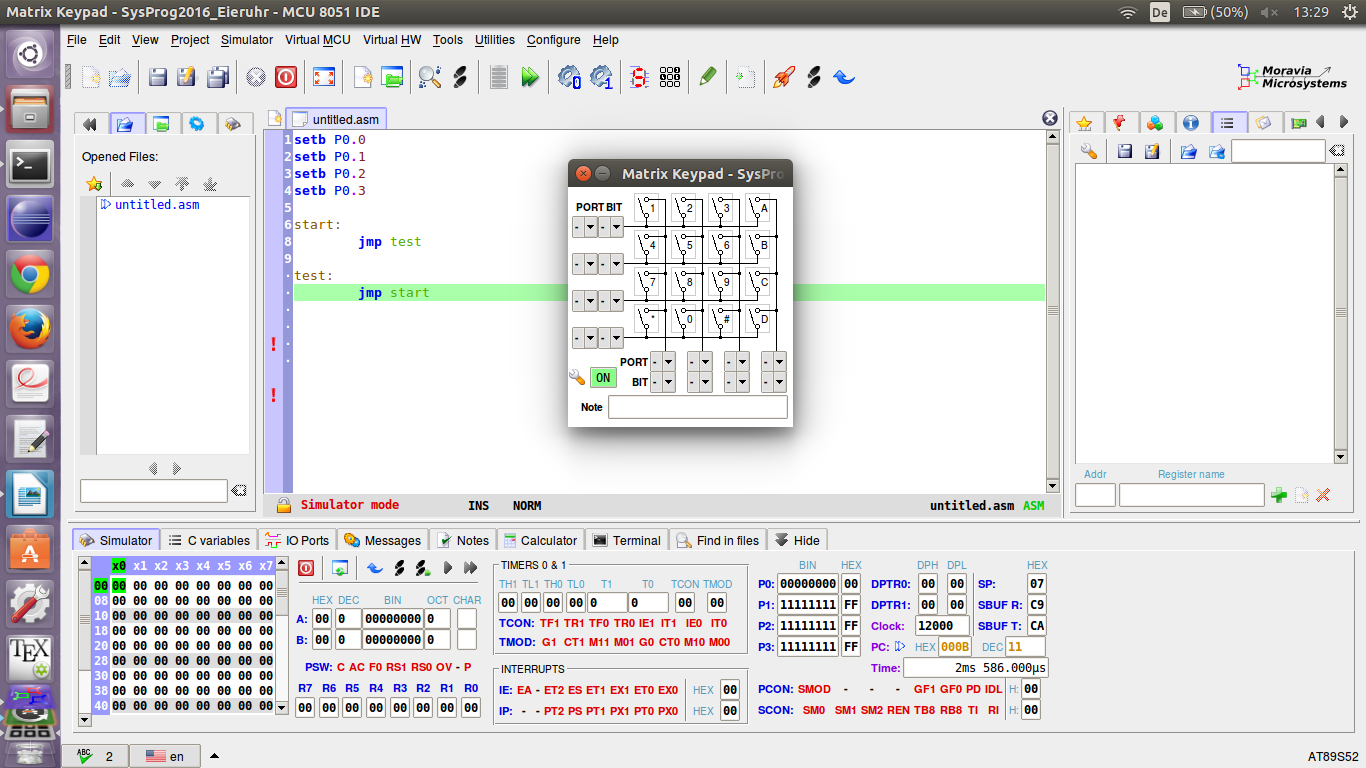 Matrix Keypad - SysProg2016_Eieruhr - MCU 8051 IDE
De (50%) 13:29
File Edit View Project Simulator Virtual MCU Virtual HW Tools Utilities Configure Help
Moravia
Microsystems
untitled.asm
Opened Files:
untitled.asm
1 setb P0.0
2 setb P0.1
3 setb P0.2
4 setb P0.3
5
6 start:
8 jmp test
9
test:
jmp start
!
!
Matrix Keypad - SysPro
PORT BIT
1 2 3 A
- -
4 5 6 B
- -
7 8 9 C
- -
* 0 # D
- -
PORT - - - -
ON BIT - - - -
Note
Addr Register name
Simulator mode INS NORM untitled.asm ASM
Simulator C variables IO Ports Messages Notes Calculator Terminal Find in files Hide
x0 x1 x2 x3 x4 x5 x6 x7
00 00 00 00 00 00 00 00 00
08 00 00 00 00 00 00 00 00
10 00 00 00 00 00 00 00 00
18 00 00 00 00 00 00 00 00
20 00 00 00 00 00 00 00 00
28 00 00 00 00 00 00 00 00
30 00 00 00 00 00 00 00 00
38 00 00 00 00 00 00 00 00
40 00 00 00 00 00 00 00 00
HEX DEC BIN OCT CHAR
A: 00 0 00000000 0
B: 00 0 00000000 0
PSW: C AC F0 RS1 RS0 OV - P
R7 R6 R5 R4 R3 R2 R1 R0
00 00 00 00 00 00 00 00
TIMERS 0 & 1
TH1 TL1 TH0 TL0 T1 T0 TCON TMOD
00 00 00 00 0 0 00 00
TCON: TF1 TR1 TF0 TR0 IE1 IT1 IE0 IT0
TMOD: G1 CT1 M11 M01 G0 CT0 M10 M00
INTERRUPTS
IE: EA - ET2 ES ET1 EX1 ET0 EX0 HEX 00
IP: - - PT2 PS PT1 PX1 PT0 PX0 HEX 00
BIN HEX DPH DPL HEX
P0: 00000000 00 DPTR0: 00 00 SP: 07
P1: 11111111 FF DPTR1: 00 00 SBUF R: C9
P2: 11111111 FF Clock: 12000 SBUF T: CA
P3: 11111111 FF PC: HEX 000B DEC 11
Time: 2ms 586.000µs
PCON: SMOD - - - GF1 GF0 PD IDL H: 00
SCON: SM0 SM1 SM2 REN TB8 RB8 TI RI H: 00
ABC 2 en AT89S52
TEX